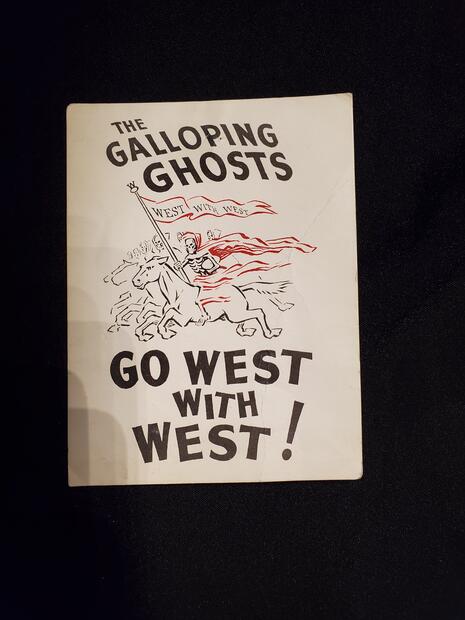 THE
GALLOPING
GHOSTS
W
WEST WITH WEST
GO WEST
WITH
WEST!